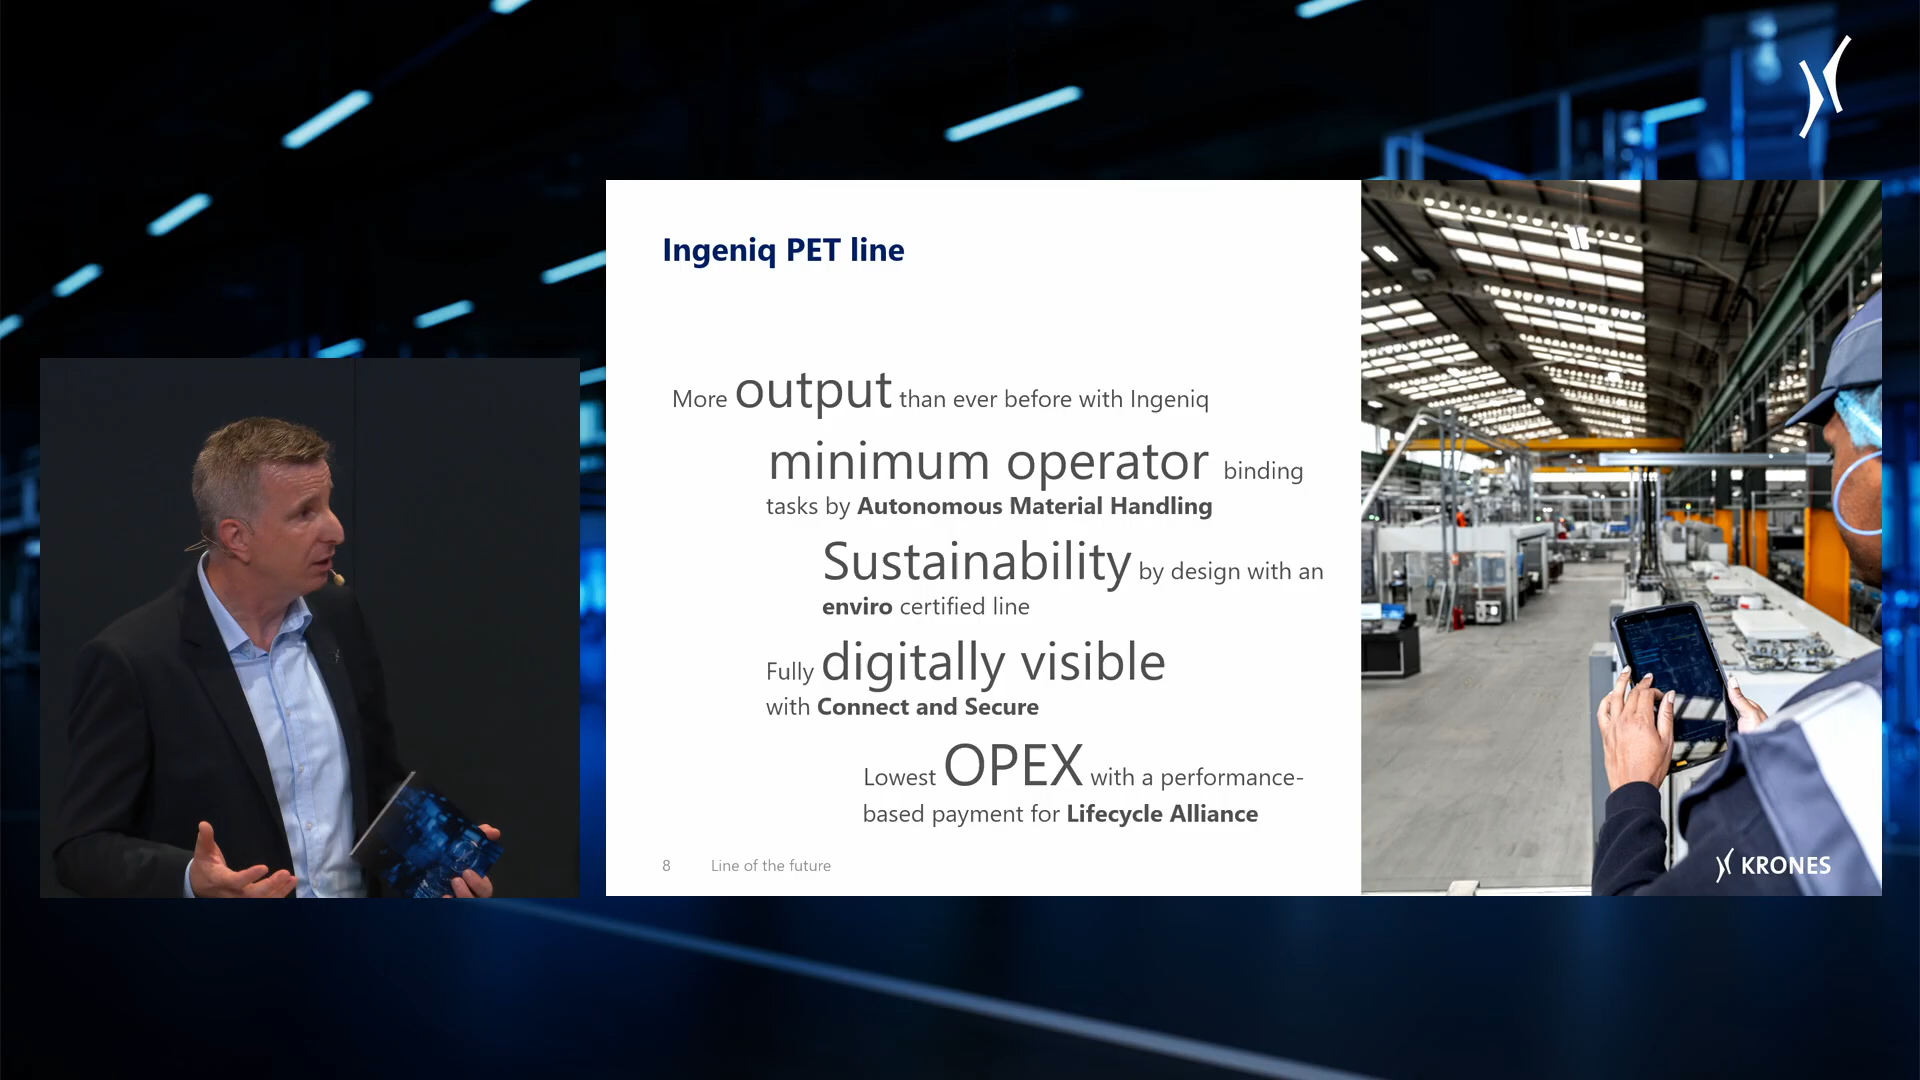 Ingeniq PET line
More output than ever before with Ingeniq
minimum operator binding
tasks by Autonomous Material Handling
Sustainability by design with an
enviro certified line
Fully digitally visible
with Connect and Secure
Lowest OPEX with a performance-
based payment for Lifecycle Alliance
8 Line of the future
KRONES